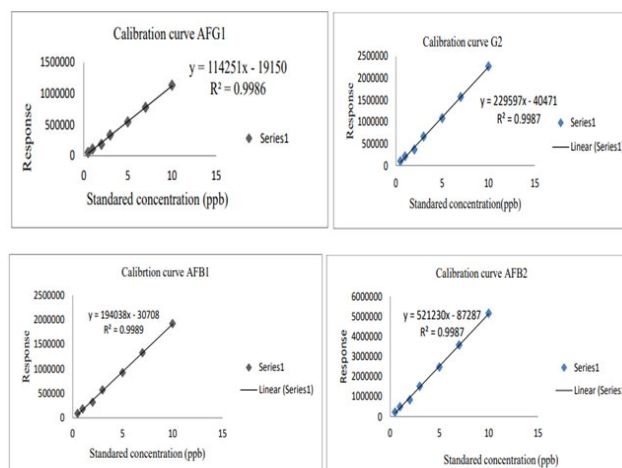 Calibration curve AFG1
1500000
1000000
500000
0
y = 114251x - 19150
R² = 0.9986
Series1
0 5 10 15
Response
Standared concentration (ppb)
Calibration curve G2
2500000
2000000
1500000
1000000
500000
0
y = 229597x - 40471
R² = 0.9987
Series1
Linear (Series1)
0 5 10 15
Response
Standared concentration(ppb)
Calibrtion curve AFB1
2500000
2000000
1500000
1000000
500000
0
y = 194038x - 30708
R² = 0.9989
Series1
Linear (Series1)
0 5 10 15
Response
Standared concentration (ppb)
Calibration curve AFB2
6000000
5000000
4000000
3000000
2000000
1000000
0
y = 521230x - 87287
R² = 0.9987
Series1
Linear (Series1
0 5 10 15
Response
Standared concentration (ppb)